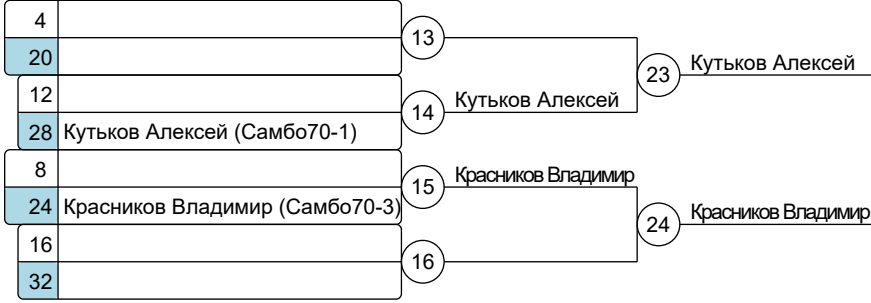 4
20
13
12
28 Кутьков Алексей (Самбо70-1)
14 Кутьков Алексей
23 Кутьков Алексей
8
24 Красников Владимир (Самбо70-3)
15 Красников Владимир
16
32
16
24 Красников Владимир